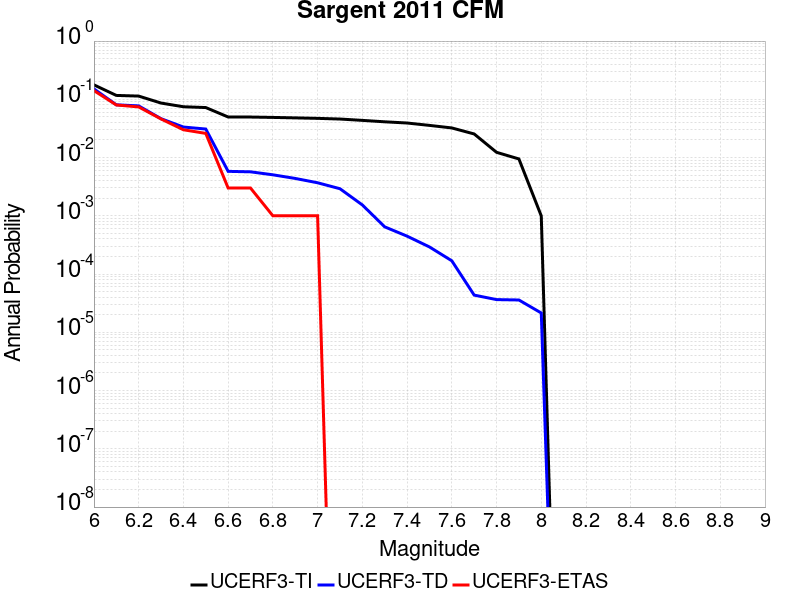 Sargent 2011 CFM
10^0
10^-1
10^-2
10^-3
10^-4
10^-5
10^-6
10^-7
10^-8
Annual Probability
6 6.2 6.4 6.6 6.8 7 7.2 7.4 7.6 7.8 8 8.2 8.4 8.6 8.8 9
Magnitude
UCERF3-TI UCERF3-TD UCERF3-ETAS